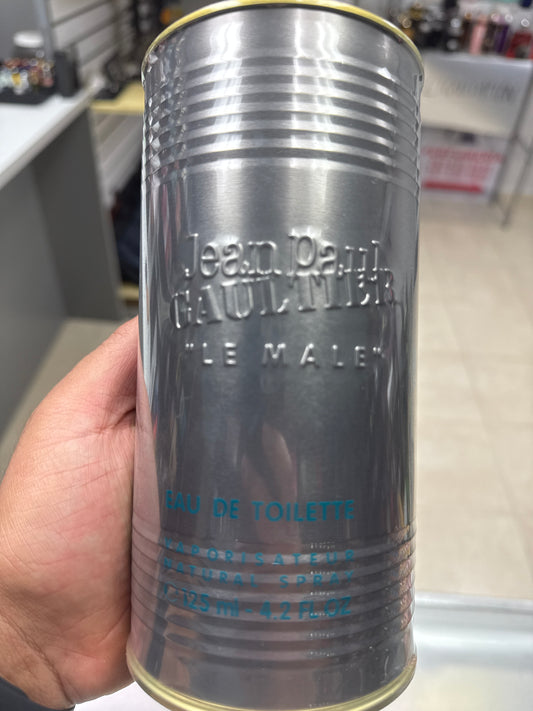 Jean Paul
GAULTIER
"LE MALE"
EAU DE TOILETTE
VAPORISATEUR
NATURAL SPRAY
125 ml - 4.2 FL.OZ